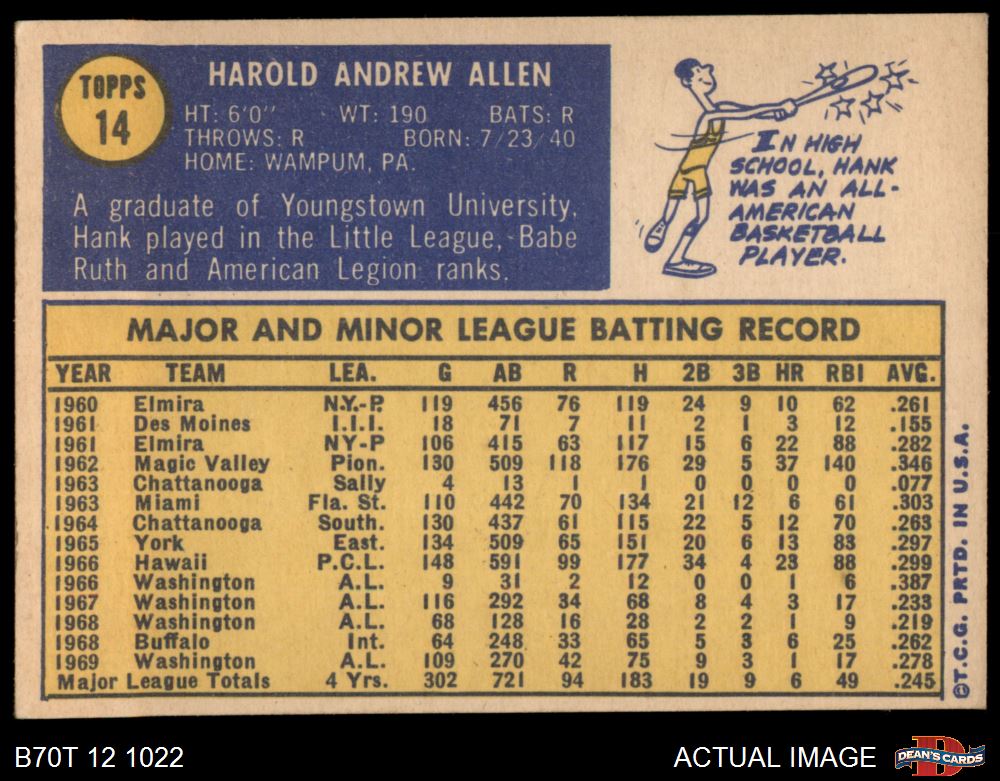 TOPPS
14
HAROLD ANDREW ALLEN
HT: 6'0" WT: 190 BATS: R
THROWS: R BORN: 7/23/40
HOME: WAMPUM, PA.
A graduate of Youngstown University,
Hank played in the Little League, Babe
Ruth and American Legion ranks.
IN HIGH
SCHOOL, HANK
WAS AN ALL-
AMERICAN
BASKETBALL
PLAYER.
MAJOR AND MINOR LEAGUE BATTING RECORD
YEAR TEAM LEA. G AB R H 2B 3B HR RBI AVG.
1960 Elmira N.Y.-P. 119 456 76 119 24 9 10 62 .261
1961 Des Moines I.I.I. 18 71 7 11 2 1 3 12 .155
1961 Elmira NY-P 106 415 63 117 15 6 22 88 .282
1962 Magic Valley Pion. 130 509 118 176 29 5 37 140 .346
1963 Chattanooga Sally 4 13 1 1 0 0 0 0 .077
1963 Miami Fla. St. 110 442 70 134 21 12 6 61 .303
1964 Chattanooga South. 130 437 61 115 22 5 12 70 .263
1965 York East. 134 509 65 151 20 6 13 83 .297
1966 Hawaii P.C.L. 148 591 99 177 34 4 23 88 .299
1966 Washington A.L. 9 31 2 12 0 0 1 6 .387
1967 Washington A.L. 116 292 34 68 8 4 3 17 .233
1968 Washington A.L. 68 128 16 28 2 2 1 9 .219
1968 Buffalo Int. 64 248 33 65 5 3 6 25 .262
1969 Washington A.L. 109 270 42 75 9 3 1 17 .278
Major League Totals 4 Yrs. 302 721 94 183 19 9 6 49 .245
©T.C.G. PRTD. IN U.S.A.
B70T 12 1022
ACTUAL IMAGE
D
DEAN'S CARDS